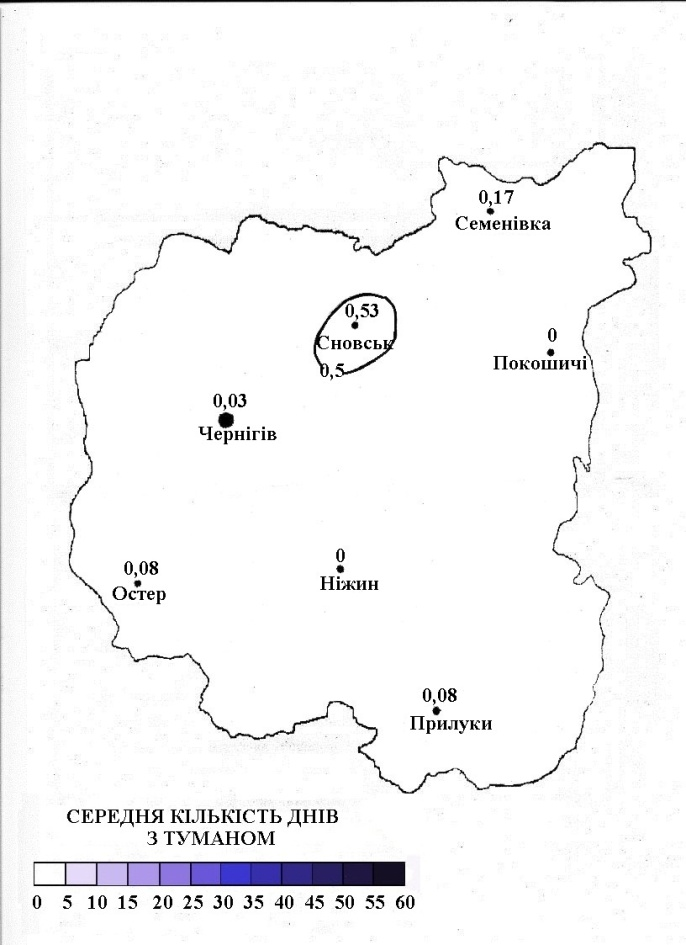 0,17
Семенівка
0,53
Сновськ
0,5
0
Покошичі
0,03
Чернігів
0,08
Остер
0
Ніжин
0,08
Прилуки
СЕРЕДНЯ КІЛЬКІСТЬ ДНІВ
З ТУМАНОМ
0 5 10 15 20 25 30 35 40 45 50 55 60